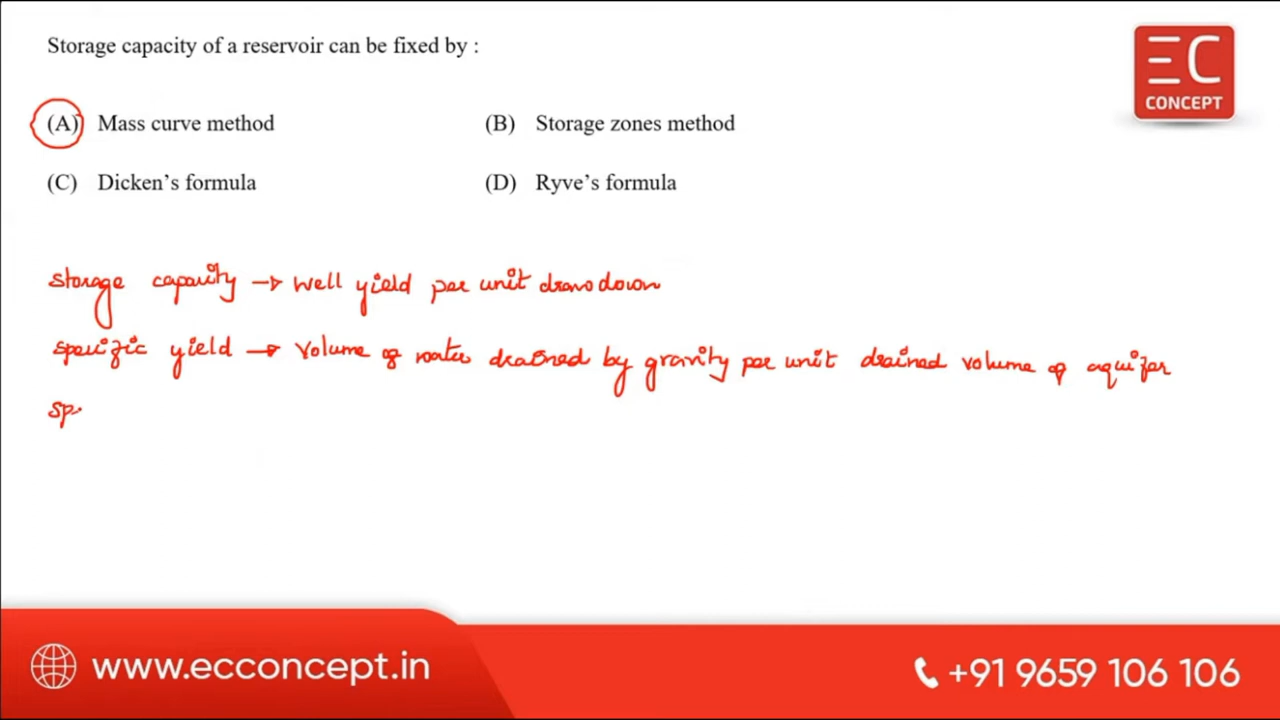 Storage capacity of a reservoir can be fixed by :
EC
CONCEPT
(A) Mass curve method (B) Storage zones method
(C) Dicken’s formula (D) Ryve’s formula
storage capacity → well yield per unit drawdown
specific yield → volume of water drained by gravity per unit drained volume of aquifer
sp
www.ecconcept.in +91 9659 106 106